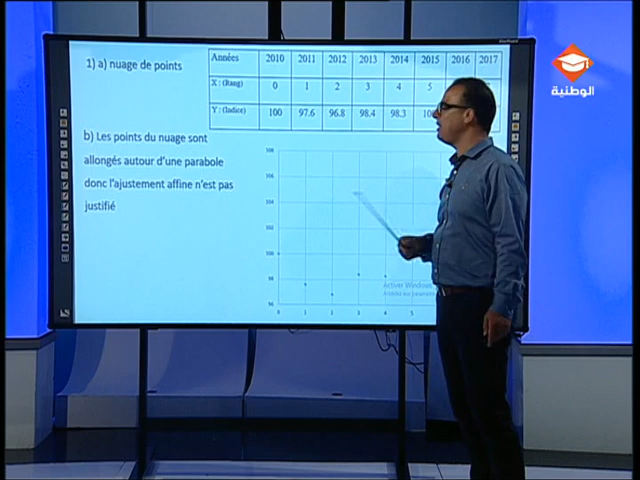 1) a) nuage de points
Années 2010 2011 2012 2013 2014 2015 2016 2017
X : (Rang) 0 1 2 3 4 5
Y : (Indice) 100 97.6 96.8 98.4 98.3
b) Les points du nuage sont
allongés autour d'une parabole
donc l'ajustement affine n'est pas
justifié
108
106
104
102
100
98
96
0 1 2 3 4 5
Activer Windows
الوطنية